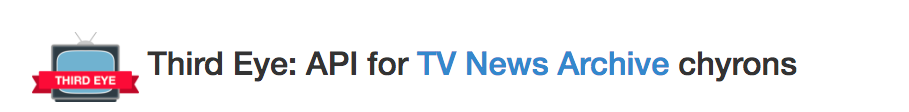 THIRD EYE
Third Eye: API for TV News Archive chyrons